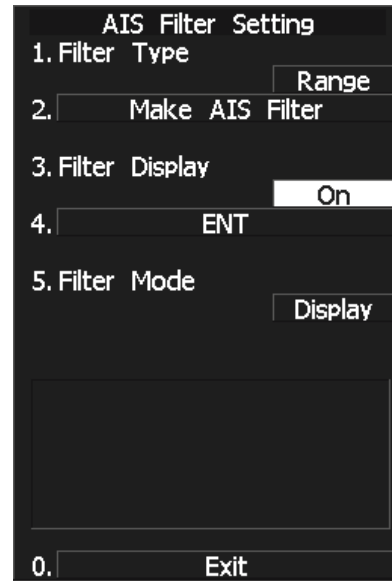 AIS Filter Setting
1. Filter Type
Range
2. Make AIS Filter
3. Filter Display
On
4. ENT
5. Filter Mode
Display
0. Exit